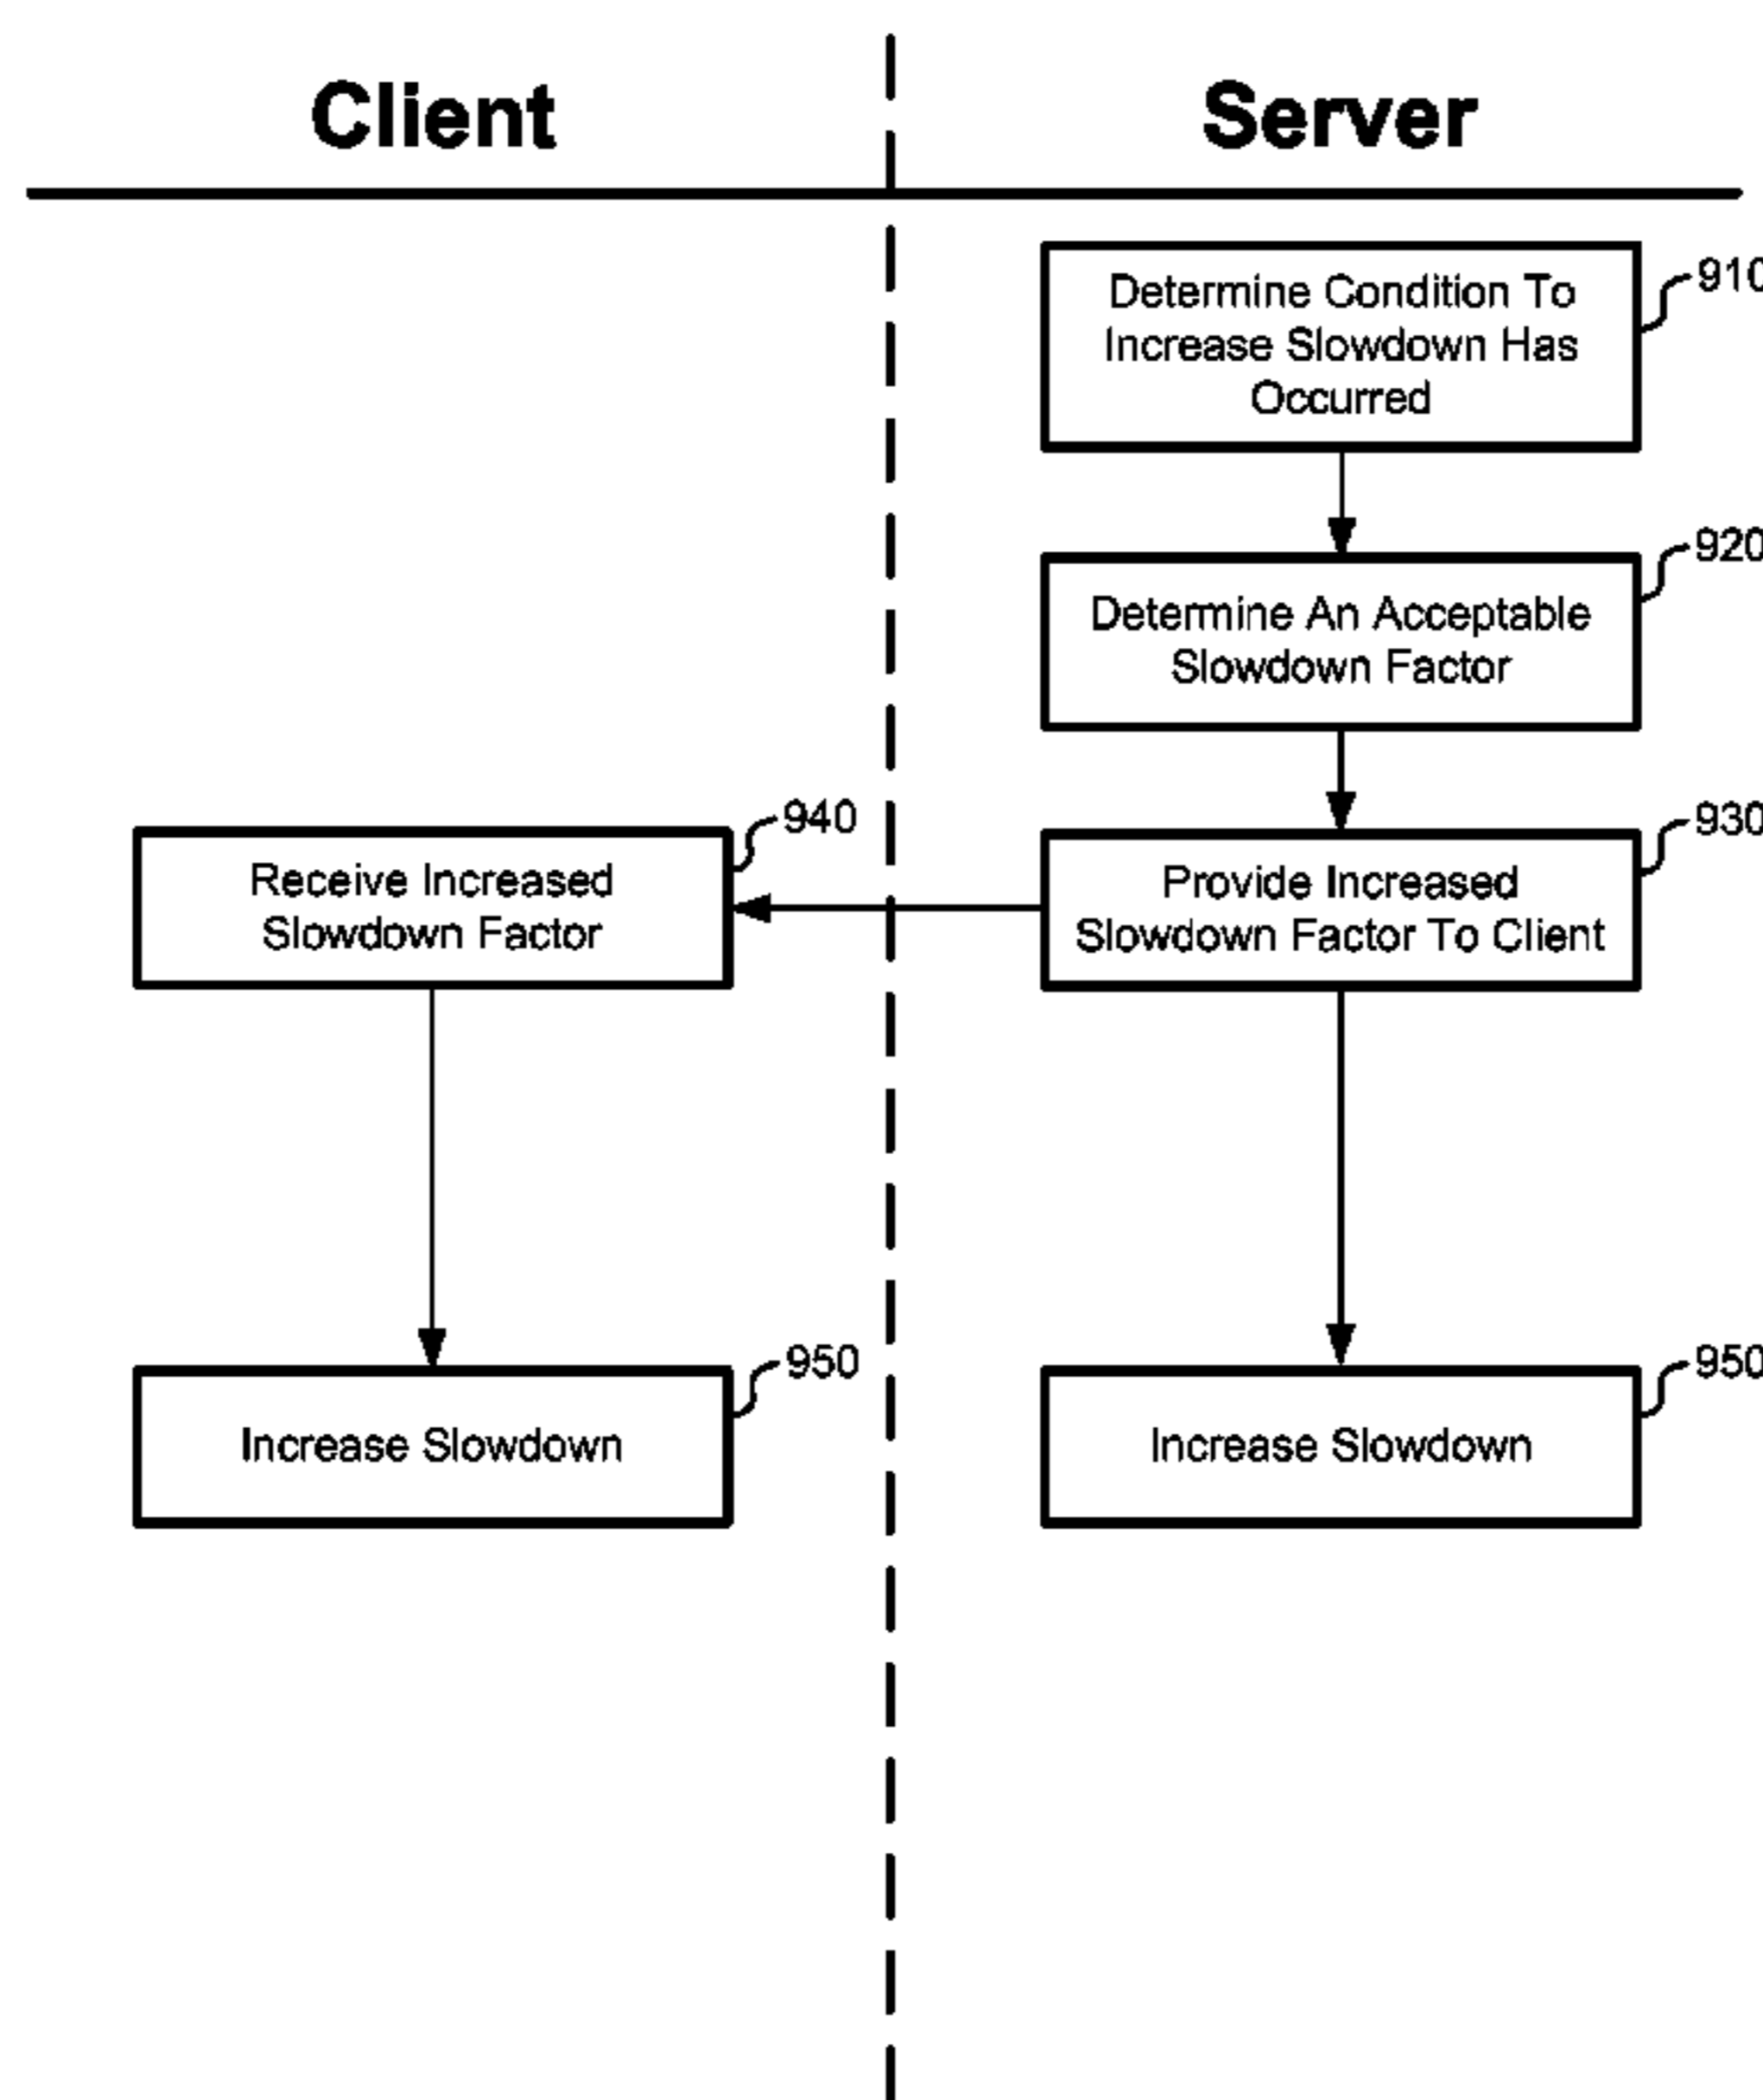 Client
Server
Determine Condition To
Increase Slowdown Has
Occurred
910
Determine An Acceptable
Slowdown Factor
920
Receive Increased
Slowdown Factor
940
Provide Increased
Slowdown Factor To Client
930
Increase Slowdown
950
Increase Slowdown
950